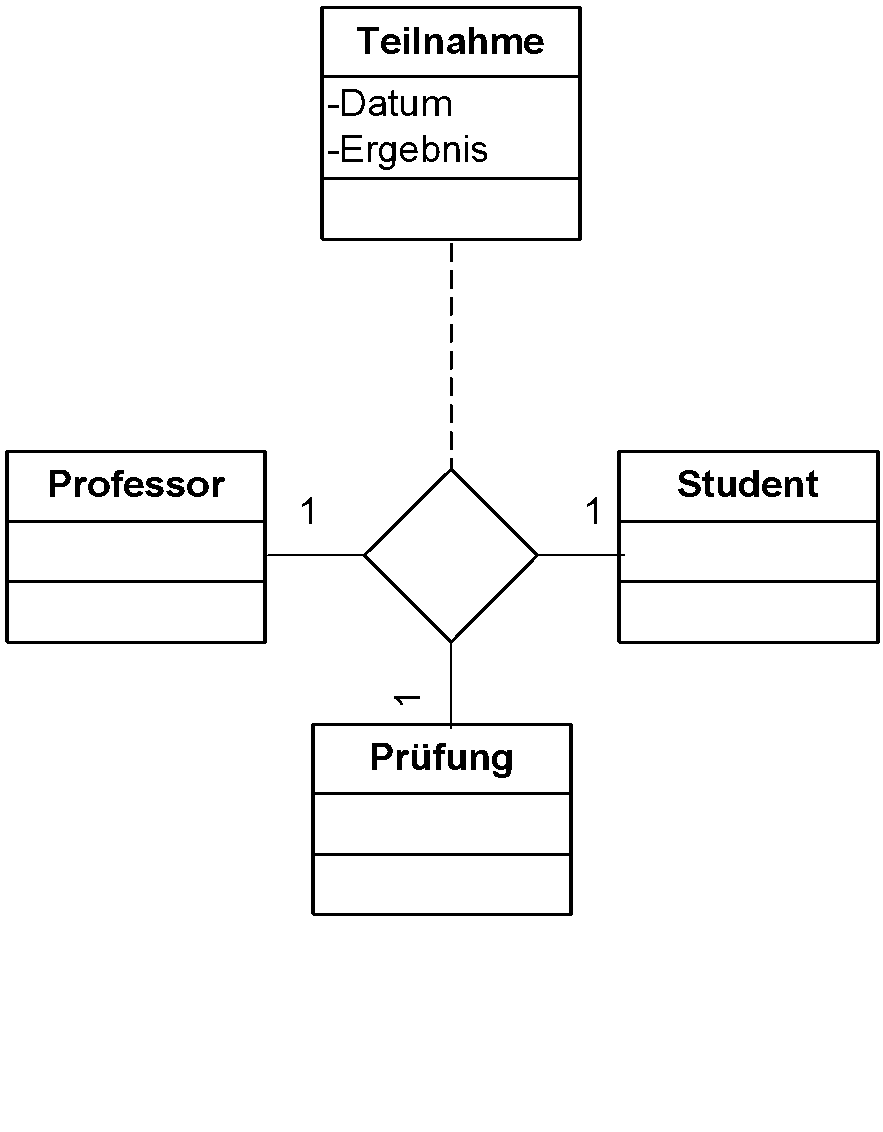 Teilnahme
-Datum
-Ergebnis
Professor
1
1
Student
1
Prüfung